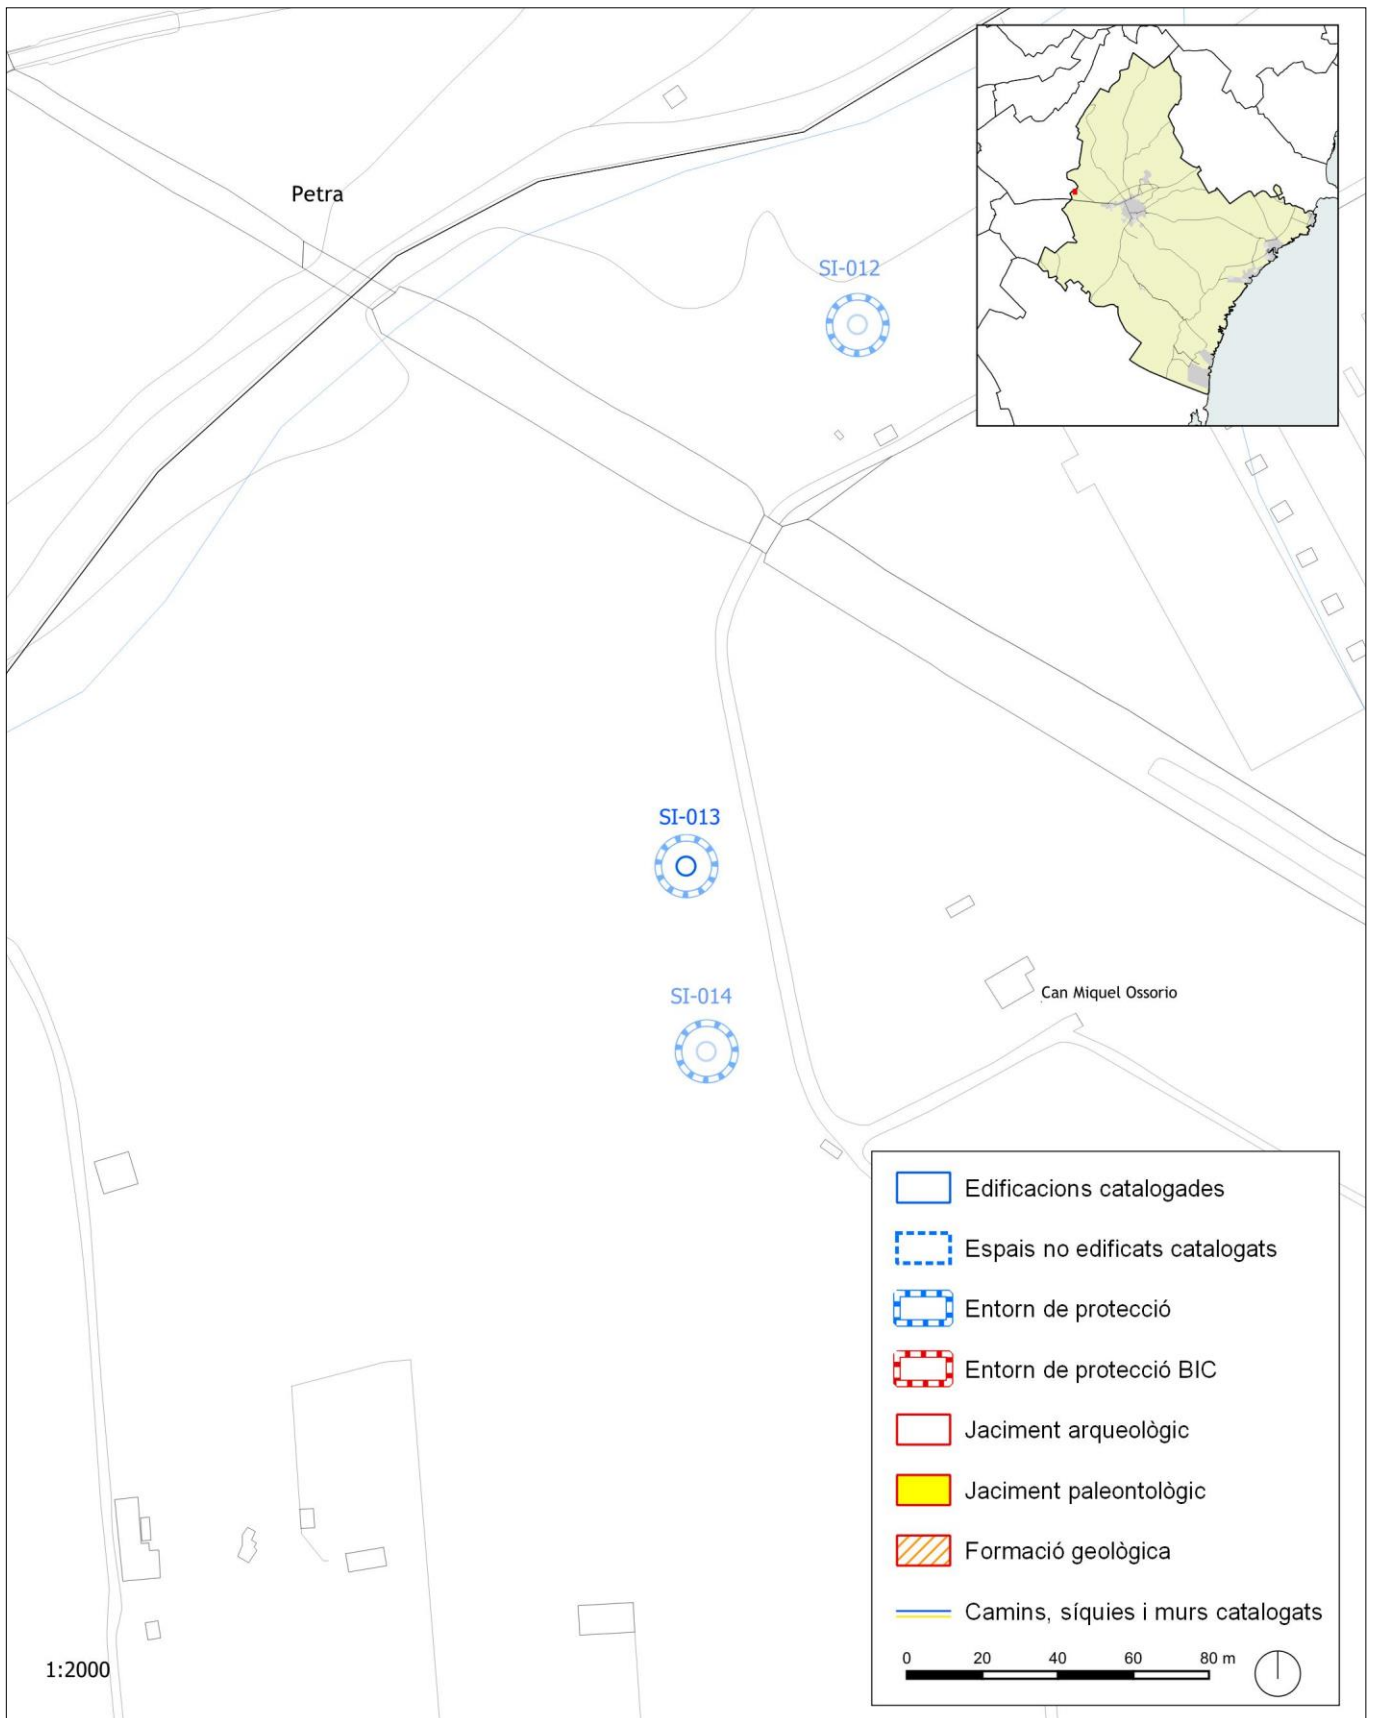 Petra
SI-012
SI-013
SI-014
Can Miquel Ossorio
Edificacions catalogades
Espais no edificats catalogats
Entorn de protecció
Entorn de protecció BIC
Jaciment arqueològic
Jaciment paleontològic
Formació geològica
Camins, síquies i murs catalogats
0 20 40 60 80 m
1:2000